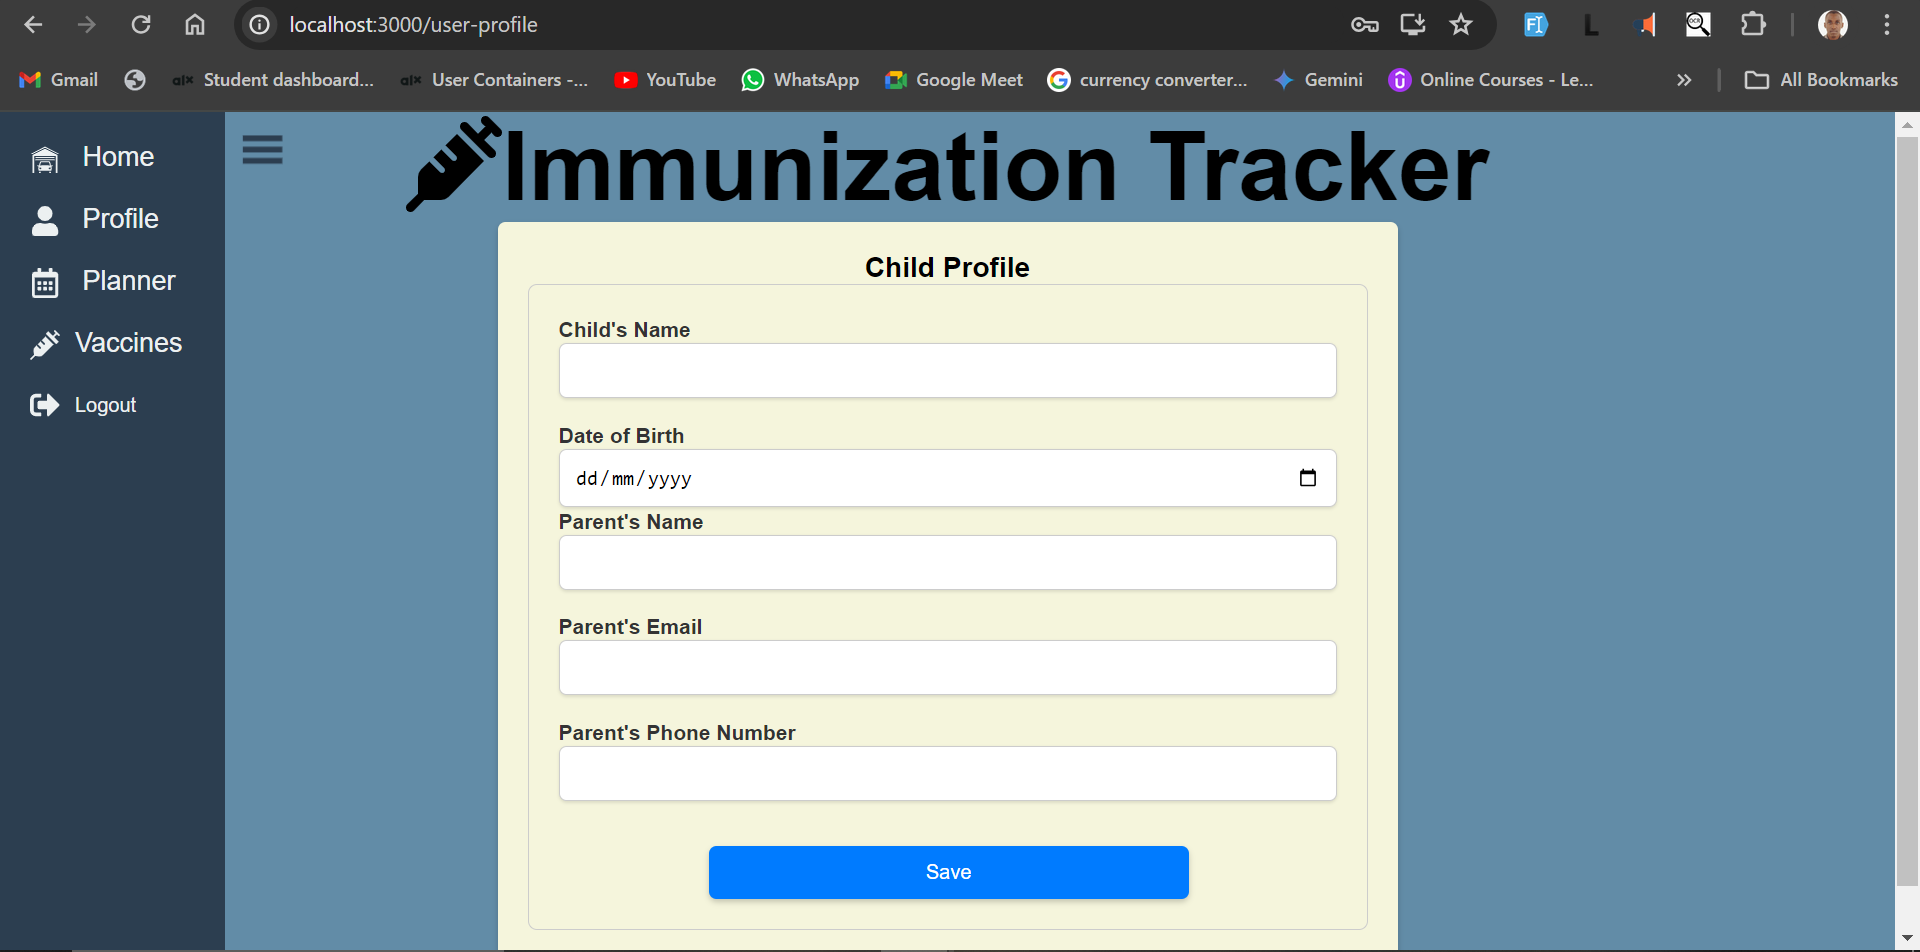 localhost:3000/user-profile
Gmail
alx Student dashboard...
alx User Containers -...
YouTube
WhatsApp
Google Meet
currency converter...
Gemini
Online Courses - Le...
»
All Bookmarks
Home
Profile
Planner
Vaccines
Logout
Immunization Tracker
Child Profile
Child's Name
Date of Birth
dd/mm/yyyy
Parent's Name
Parent's Email
Parent's Phone Number
Save